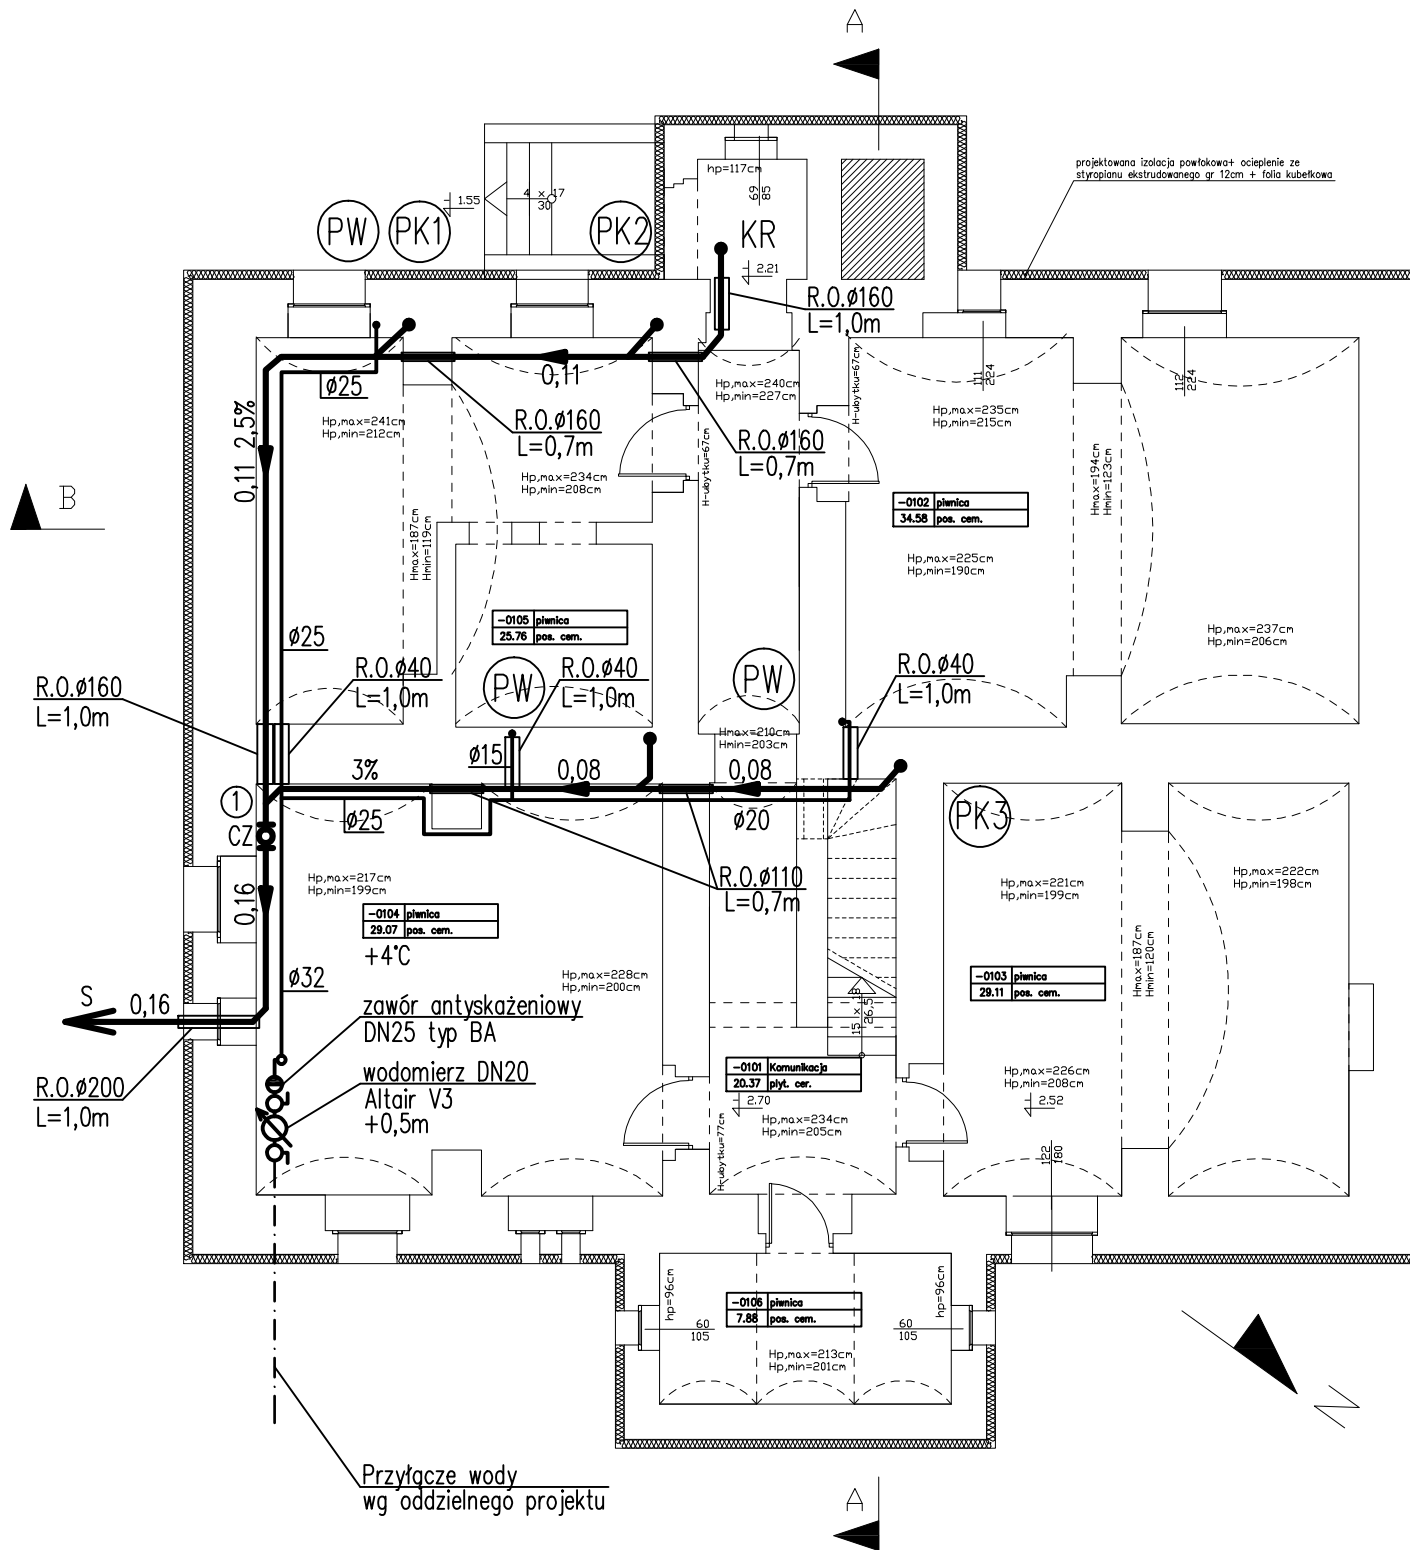 A
projektowana izolacja powłokowa+ ocieplenie ze
styropianu ekstrudowanego gr 12cm + folia kubełkowa
hp=117cm
69
85
1.55
4 x 17
30
PW
PK1
PK2
KR
2.21
R.O.ø160
L=1,0m
0,11
ø25
Hp,max=240cm
Hp,min=227cm
H-ubytku=67cm
111
224
112
224
Hp,max=241cm
Hp,min=212cm
R.O.ø160
L=0,7m
R.O.ø160
L=0,7m
Hp,max=235cm
Hp,min=215cm
0,11 2,5%
H-ubytku=67cm
Hp,max=234cm
Hp,min=208cm
Hmax=194cm
Hmin=123cm
B
-0102 piwnica
34.58 pos. cem.
Hmax=187cm
Hmin=119cm
Hp,max=225cm
Hp,min=190cm
-0105 piwnica
25.76 pos. cem.
Hp,max=237cm
Hp,min=206cm
ø25
R.O.ø160
L=1,0m
R.O.ø40
L=1,0m
PW
R.O.ø40
L=1,0m
PW
R.O.ø40
L=1,0m
Hmax=210cm
Hmin=203cm
ø15
3%
0,08
0,08
1
CZ
ø25
ø20
PK3
R.O.ø110
L=0,7m
Hp,max=217cm
Hp,min=199cm
Hp,max=221cm
Hp,min=199cm
Hp,max=222cm
Hp,min=198cm
0,16
-0104 piwnica
29.07 pos. cem.
+4°C
Hmax=187cm
Hmin=120cm
ø32
Hp,max=228cm
Hp,min=200cm
-0103 piwnica
29.11 pos. cem.
S
0,16
15 x 18
26,5
zawór antyskażeniowy
DN25 typ BA
R.O.ø200
L=1,0m
wodomierz DN20
Altair V3
+0,5m
-0101 Komunikacja
20.37 płyt. cer.
2.70
Hp,max=234cm
Hp,min=205cm
Hp,max=226cm
Hp,min=208cm
2.52
H-ubytku=77cm
122
180
hp=96cm
hp=96cm
-0106 piwnica
7.88 pos. cem.
60
105
60
105
Hp,max=213cm
Hp,min=201cm
N
Przyłącze wody
wg oddzielnego projektu
A